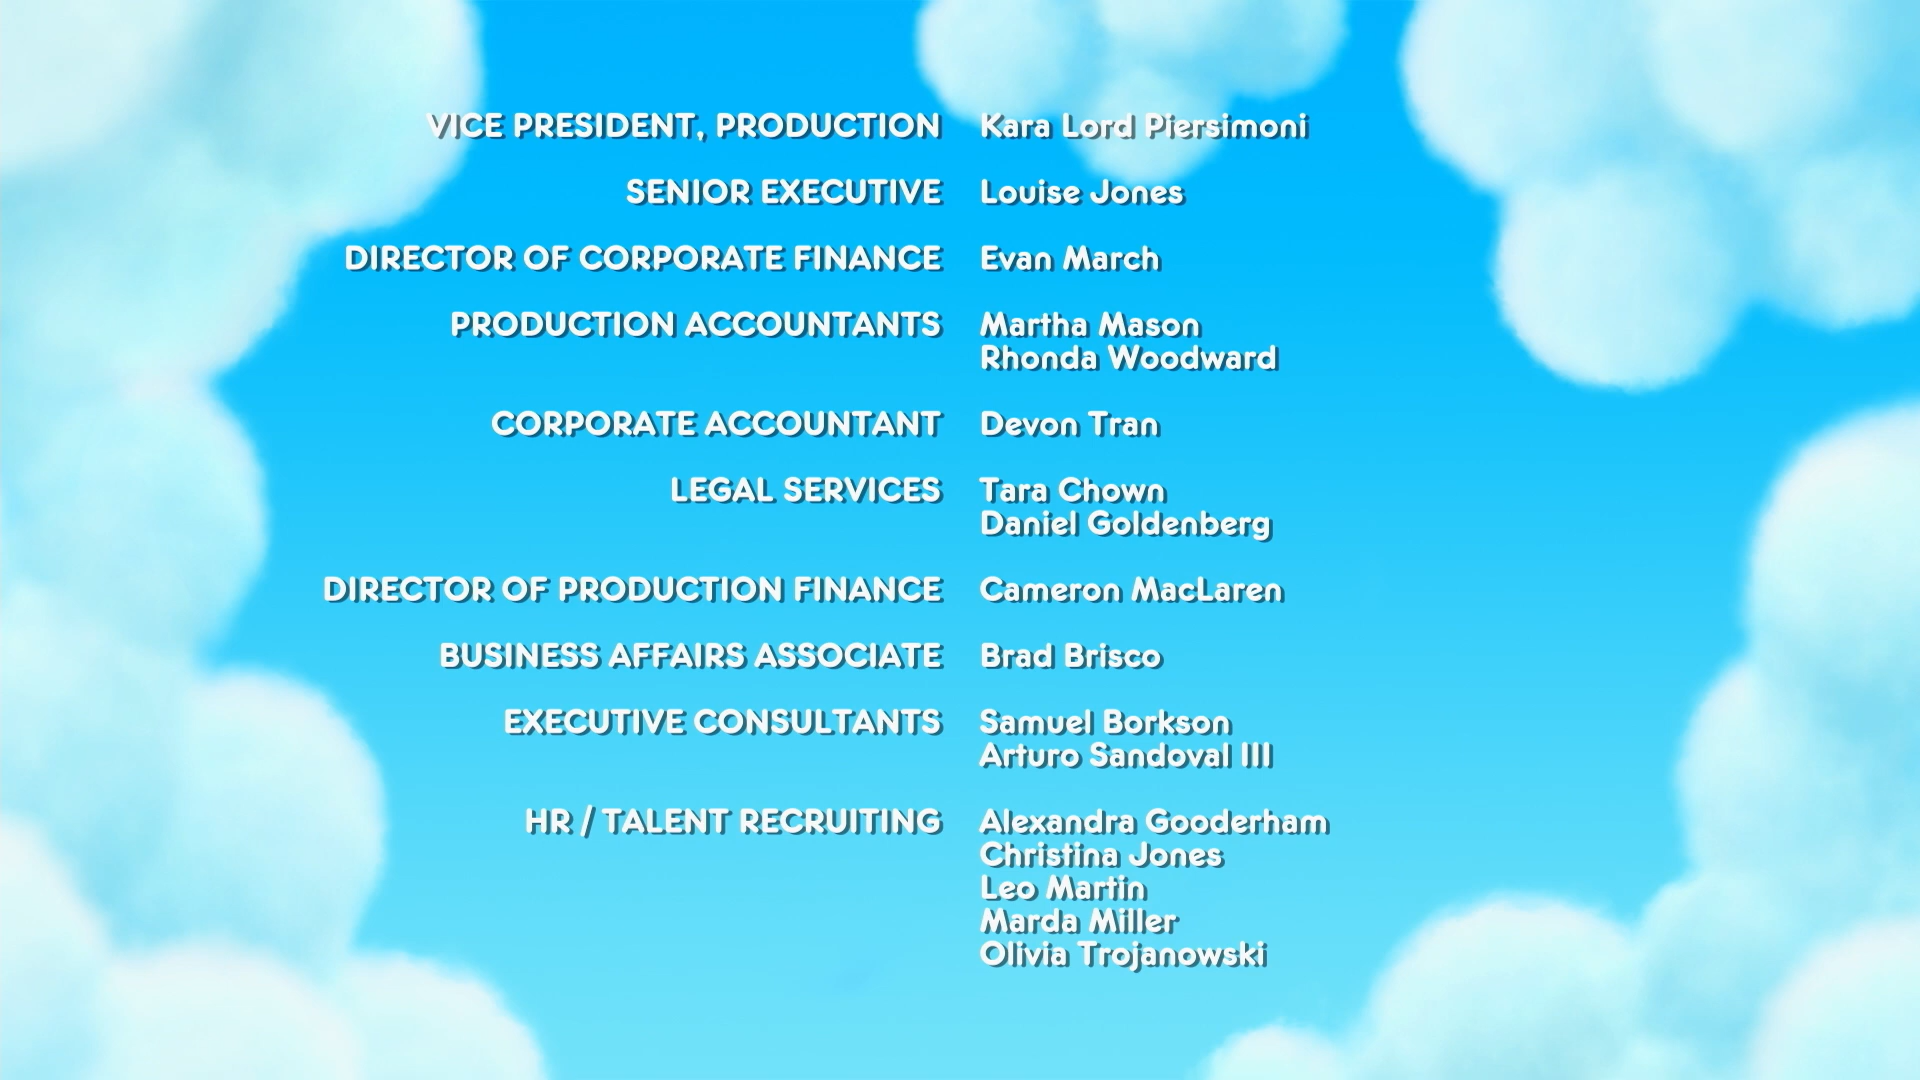 VICE PRESIDENT, PRODUCTION Kara Lord Piersimoni
SENIOR EXECUTIVE Louise Jones
DIRECTOR OF CORPORATE FINANCE Evan March
PRODUCTION ACCOUNTANTS Martha Mason
Rhonda Woodward
CORPORATE ACCOUNTANT Devon Tran
LEGAL SERVICES Tara Chown
Daniel Goldenberg
DIRECTOR OF PRODUCTION FINANCE Cameron MacLaren
BUSINESS AFFAIRS ASSOCIATE Brad Brisco
EXECUTIVE CONSULTANTS Samuel Borkson
Arturo Sandoval III
HR / TALENT RECRUITING Alexandra Gooderham
Christina Jones
Leo Martin
Marda Miller
Olivia Trojanowski